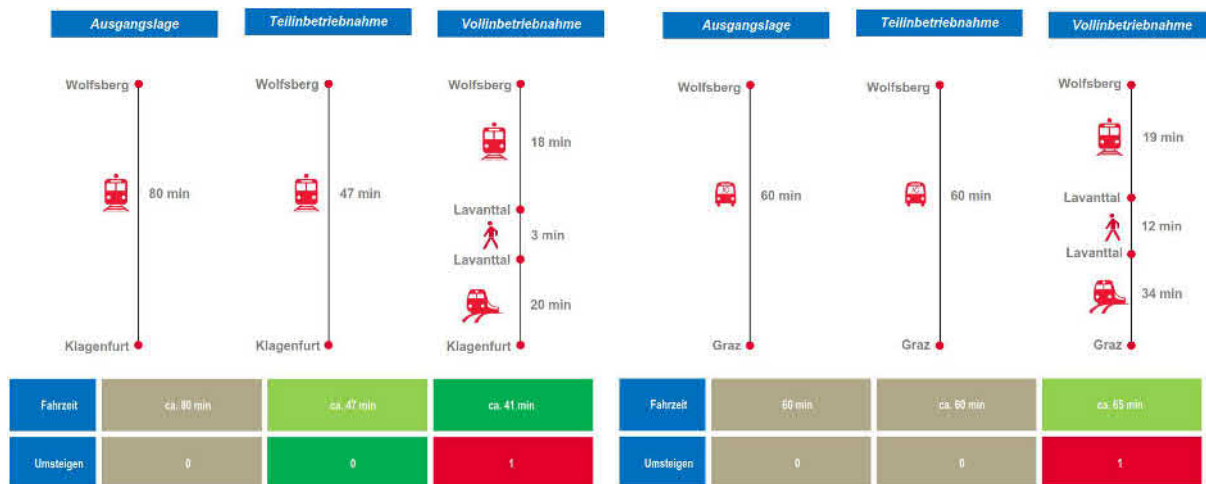 Ausgangslage
Teilinbetriebnahme
Vollinbetriebnahme
Wolfsberg
Wolfsberg
Wolfsberg
18 min
80 min
47 min
Lavanttal
3 min
Lavanttal
20 min
Klagenfurt
Klagenfurt
Klagenfurt
Fahrzeit
ca. 80 min
ca. 47 min
ca. 41 min
Umsteigen
0
0
1
Ausgangslage
Teilinbetriebnahme
Vollinbetriebnahme
Wolfsberg
Wolfsberg
Wolfsberg
19 min
60 min
60 min
Lavanttal
12 min
Lavanttal
34 min
Graz
Graz
Graz
Fahrzeit
60 min
ca. 60 min
ca. 65 min
Umsteigen
0
0
1